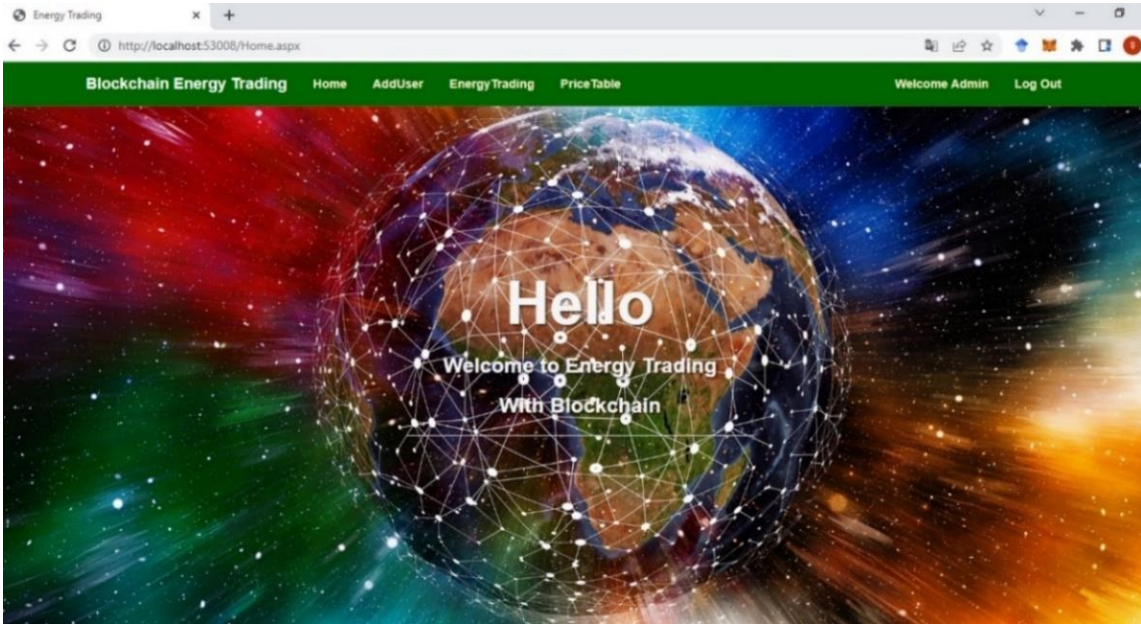 Energy Trading
http://localhost:53008/Home.aspx
Blockchain Energy Trading Home AddUser EnergyTrading PriceTable Welcome Admin Log Out
Hello
Welcome to Energy Trading
With Blockchain